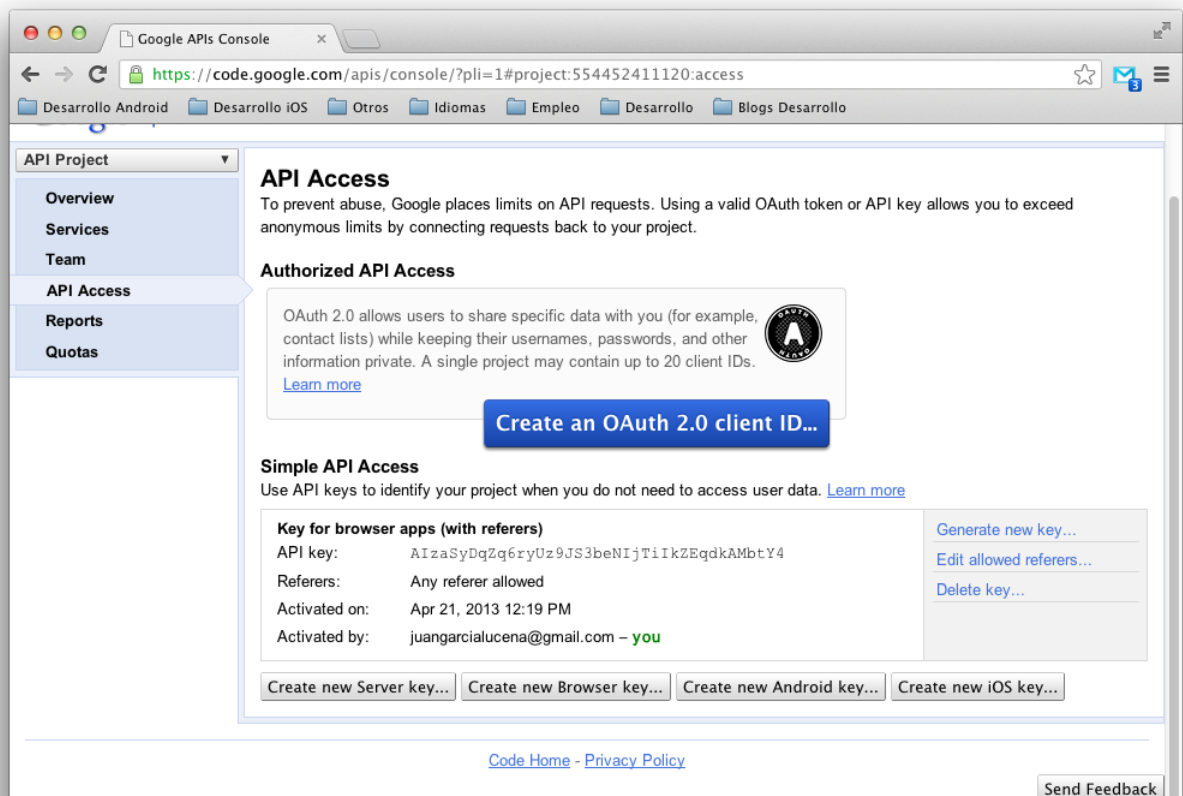 Google APIs Console
https://code.google.com/apis/console/?pli=1#project:554452411120:access
3
Desarrollo Android Desarrollo iOS Otros Idiomas Empleo Desarrollo Blogs Desarrollo
API Project
Overview
Services
Team
API Access
Reports
Quotas
API Access
To prevent abuse, Google places limits on API requests. Using a valid OAuth token or API key allows you to exceed
anonymous limits by connecting requests back to your project.
Authorized API Access
OAuth 2.0 allows users to share specific data with you (for example,
contact lists) while keeping their usernames, passwords, and other
information private. A single project may contain up to 20 client IDs.
Learn more
OAUTH
A
OAUTH
Create an OAuth 2.0 client ID...
Simple API Access
Use API keys to identify your project when you do not need to access user data. Learn more
Key for browser apps (with referers)
API key: AIzaSyDqZq6ryUz9JS3beNIjTiIkZEqdkAMbtY4
Referers: Any referer allowed
Activated on: Apr 21, 2013 12:19 PM
Activated by: juangarcialucena@gmail.com – you
Generate new key...
Edit allowed referers...
Delete key...
Create new Server key... Create new Browser key... Create new Android key... Create new iOS key...
Code Home - Privacy Policy
Send Feedback